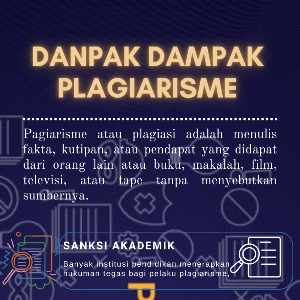 DANPAK DAMPAK
PLAGIARISME
Pagiarisme atau plagiasi adalah menulis
fakta, kutipan, atau pendapat yang didapat
dari orang lain atau buku, makalah, film,
televisi, atau tape tanpa menyebutkan
sumbernya.
SANKSI AKADEMIK
Banyak institusi pendidikan menerapkan
hukuman tegas bagi pelaku plagiarisme,
P